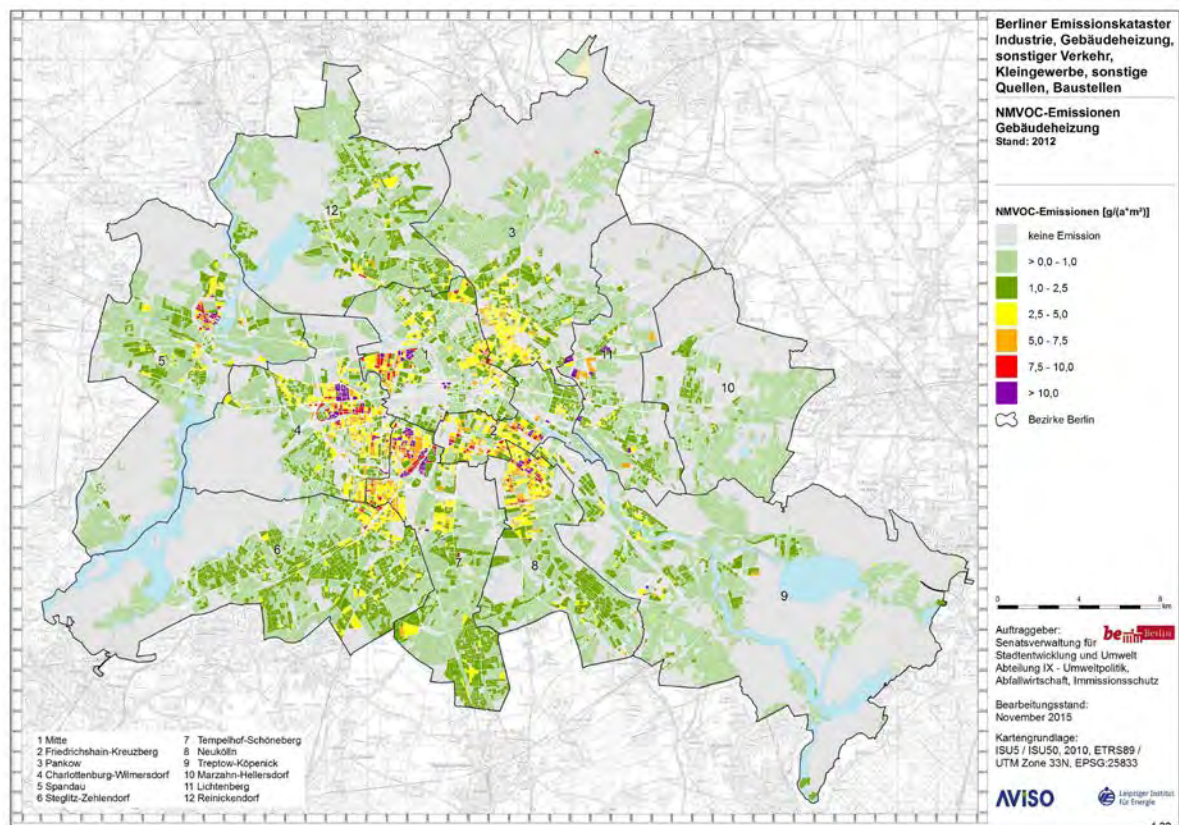 Berliner Emissionskataster
Industrie, Gebäudeheizung,
sonstiger Verkehr,
Kleingewerbe, sonstige
Quellen, Baustellen
NMVOC-Emissionen
Gebäudeheizung
Stand: 2012
NMVOC-Emissionen [g/(a*m²)]
keine Emission
> 0,0 - 1,0
1,0 - 2,5
2,5 - 5,0
5,0 - 7,5
7,5 - 10,0
> 10,0
Bezirke Berlin
12
3
5
1
11
10
4
2
6
7
8
9
0 4 8
km
Auftraggeber:
Senatsverwaltung für
Stadtentwicklung und Umwelt
Abteilung IX - Umweltpolitik,
Abfallwirtschaft, Immissionsschutz
be Berlin
Bearbeitungsstand:
November 2015
Kartengrundlage:
ISU5 / ISU50, 2010, ETRS89 /
UTM Zone 33N, EPSG:25833
AVISO
Leipziger Institut
für Energie
1 Mitte
2 Friedrichshain-Kreuzberg
3 Pankow
4 Charlottenburg-Wilmersdorf
5 Spandau
6 Steglitz-Zehlendorf
7 Tempelhof-Schöneberg
8 Neukölln
9 Treptow-Köpenick
10 Marzahn-Hellersdorf
11 Lichtenberg
12 Reinickendorf